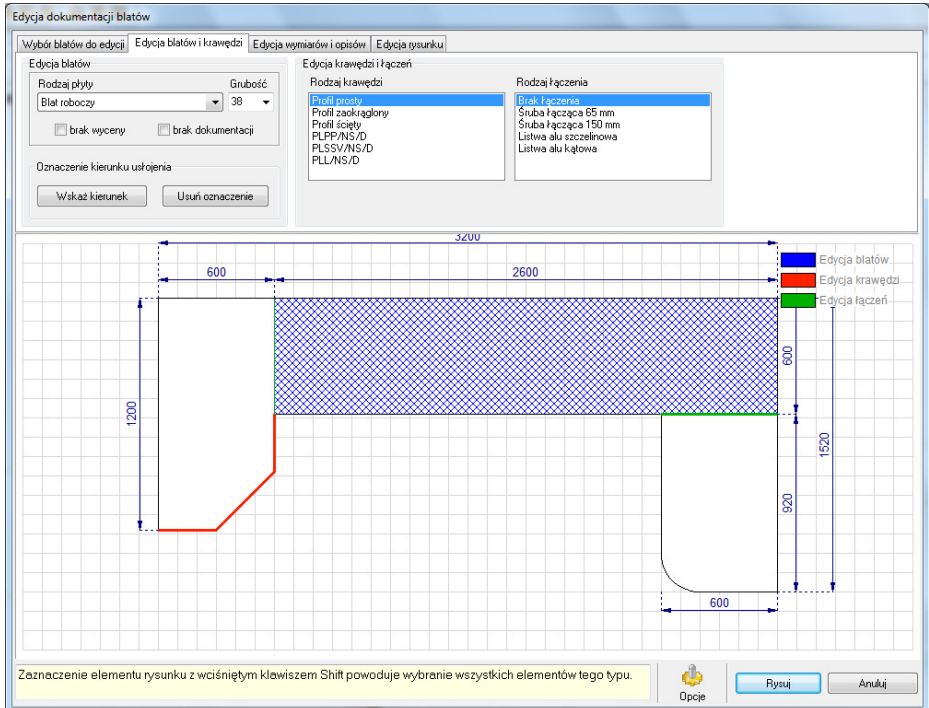 Edycja dokumentacji blatów
Wybór blatów do edycji
Edycja blatów i krawędzi
Edycja wymiarów i opisów
Edycja rysunku
Edycja blatów
Rodzaj płyty
Grubość
Blat roboczy
38
brak wyceny
brak dokumentacji
Oznaczenie kierunku usłojenia
Wskaż kierunek
Usuń oznaczenie
Edycja krawędzi i łączeń
Rodzaj krawędzi
Profil prosty
Profil zaokrąglony
Profil ścięty
PLPP/NS/D
PLSSV/NS/D
PLL/NS/D
Rodzaj łączenia
Brak łączenia
Śruba łącząca 65 mm
Śruba łącząca 150 mm
Listwa alu szczelinowa
Listwa alu kątowa
3200
600
2600
Edycja blatów
Edycja krawędzi
Edycja łączeń
600
1200
1520
920
600
Zaznaczenie elementu rysunku z wciśniętym klawiszem Shift powoduje wybranie wszystkich elementów tego typu.
Opcje
Rysuj
Anuluj